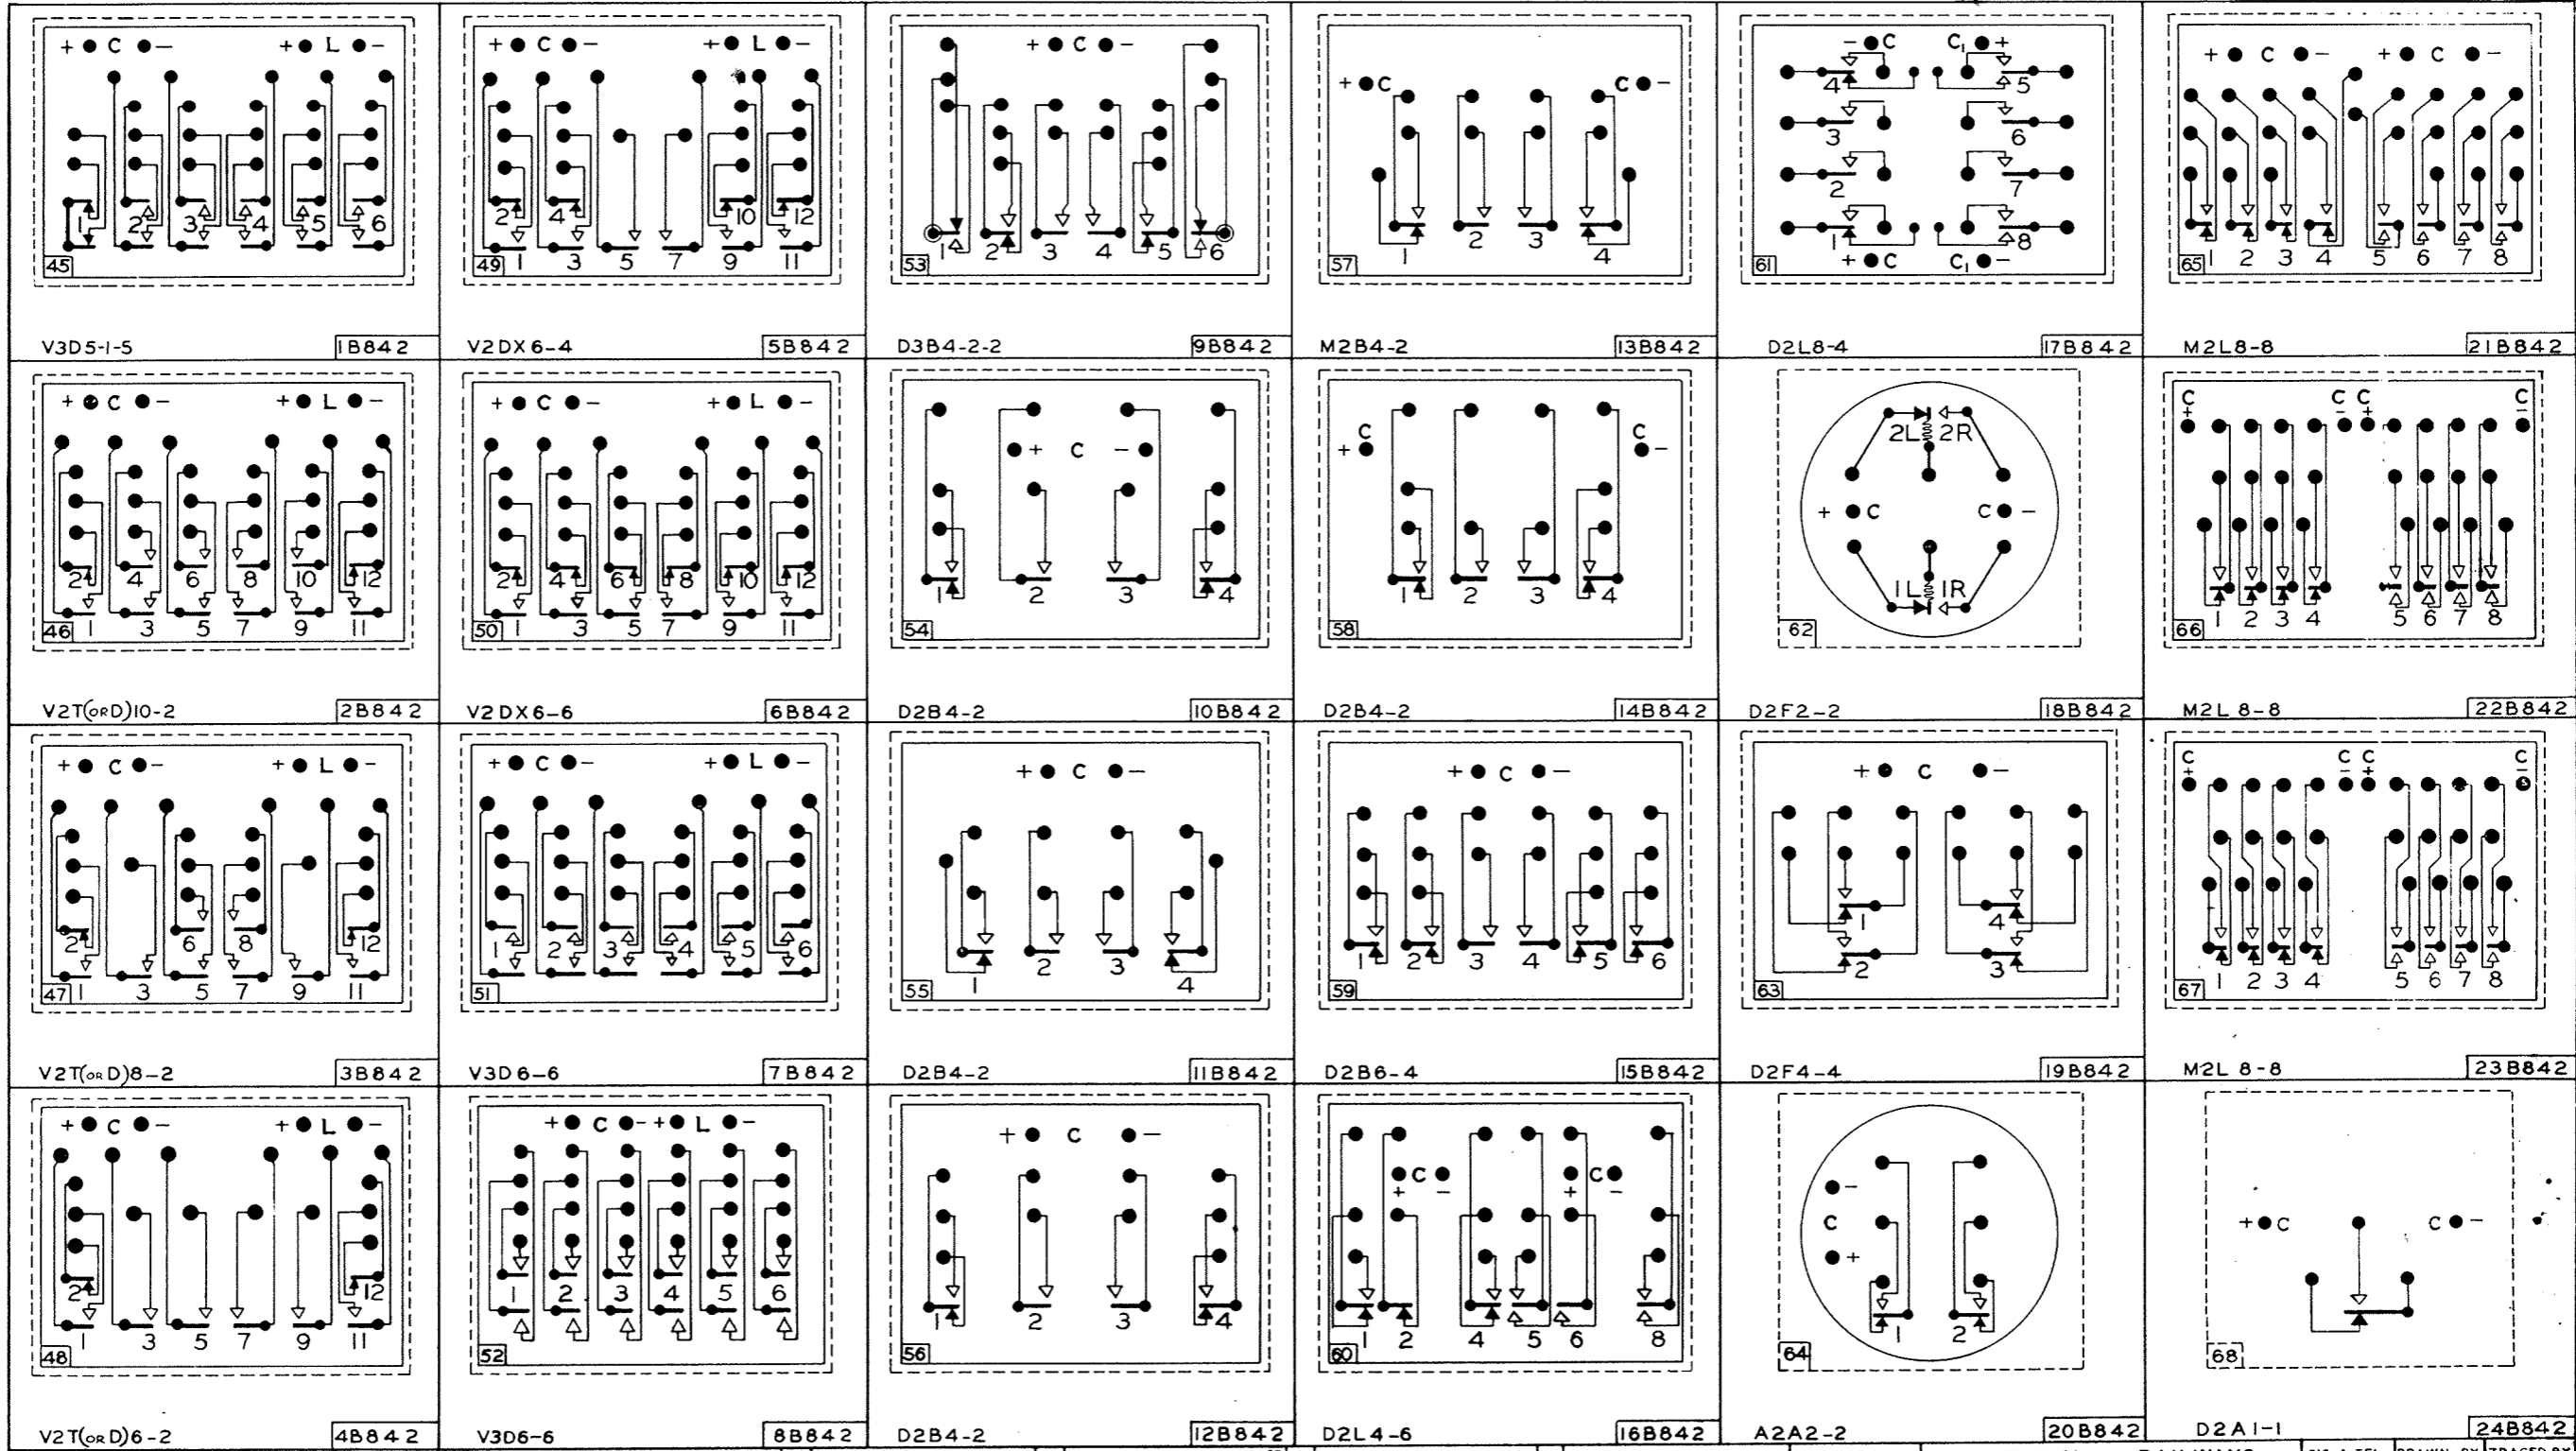 + C - + L -
1 2 3 4 5 6
45
V3D5-1-5 1B842
+ C - + L -
2 4 10 12
1 3 5 7 9 11
49
V2DX6-4 5B842
+ C -
1 2 3 4 5 6
53
D3B4-2-2 9B842
+ C C -
1 2 3 4
57
M2B4-2 13B842
- C C₁ +
4 5
3 6
2 7
1 8
+ C C₁ -
61
D2L8-4 17B842
+ C - + C -
1 2 3 4 5 6 7 8
65
M2L8-8 21B842
+ C - + L -
2 4 6 8 10 12
1 3 5 7 9 11
46
V2T(OR D)10-2 2B842
+ C - + L -
2 4 6 8 10 12
1 3 5 7 9 11
50
V2DX6-6 6B842
+ C -
1 2 3 4
54
D2B4-2 10B842
C C
+ -
1 2 3 4
58
D2B4-2 14B842
2L 2R
+ C C -
1L 1R
62
D2F2-2 18B842
C C C C
+ - + -
1 2 3 4 5 6 7 8
66
M2L8-8 22B842
+ C - + L -
2 6 8 12
1 3 5 7 9 11
47
V2T(OR D)8-2 3B842
+ C - + L -
1 2 3 4 5 6
51
V3D6-6 7B842
+ C -
1 2 3 4
55
D2B4-2 11B842
+ C -
1 2 3 4 5 6
59
D2B6-4 15B842
+ C -
1 4
2 3
63
D2F4-4 19B842
C C C C
+ - + -
1 2 3 4 5 6 7 8
67
M2L8-8 23B842
+ C - + L -
2 12
1 3 5 7 9 11
48
V2T(OR D)6-2 4B842
+ C - + L -
1 2 3 4 5 6
52
V3D6-6 8B842
+ C -
1 2 3 4
56
D2B4-2 12B842
C C
+ - + -
1 2 4 5 6 8
60
D2L4-6 16B842
-
C
+
1 2
64
A2A2-2 20B842
+ C C -
68
D2A1-1 24B842